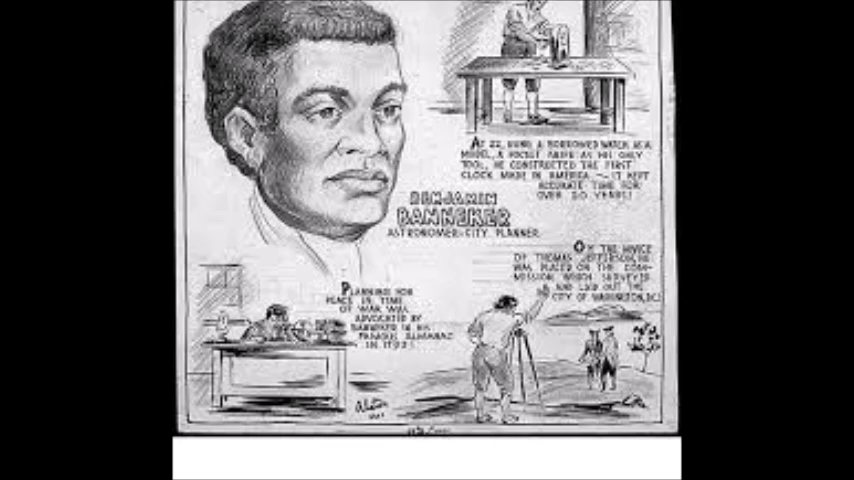 AT 22, USING A BORROWED WATCH AS A
MODEL, A POCKET KNIFE AS HIS ONLY
TOOL, HE CONSTRUCTED THE FIRST
CLOCK MADE IN AMERICA — IT KEPT
ACCURATE TIME FOR
OVER 20 YEARS!
BENJAMIN
BANNEKER
ASTRONOMER-CITY PLANNER
ON THE ADVICE
OF THOMAS JEFFERSON, HE
WAS PLACED ON THE COM-
MISSION WHICH SURVEYED
AND LAID OUT THE
CITY OF WASHINGTON, D.C.
PLANNING FOR
PEACE IN TIME
OF WAR WAS
ADVOCATED BY
BANNEKER IN HIS
FAMOUS ALMANAC
IN
Alston